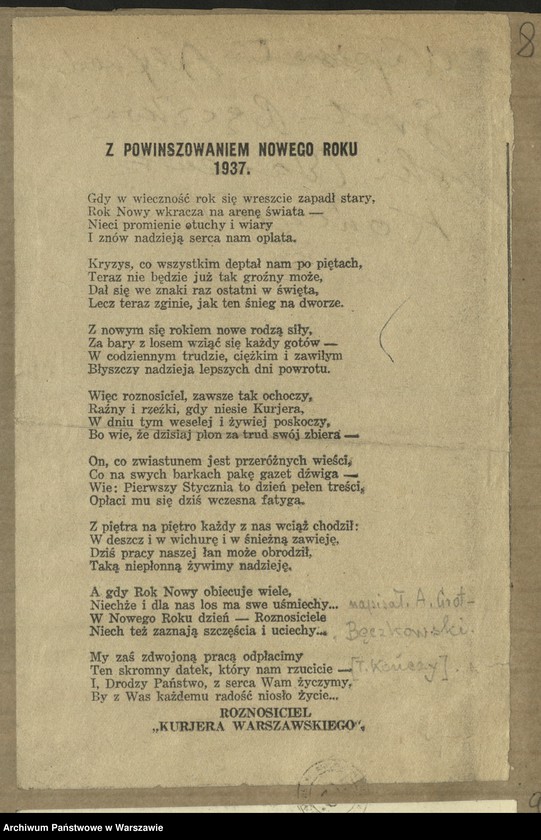 8
Z POWINSZOWANIEM NOWEGO ROKU
1937.
Gdy w wieczność rok się wreszcie zapadł stary,
Rok Nowy wkracza na arenę świata —
Nieci promienie otuchy i wiary
I znów nadzieją serca nam oplata.
Kryzys, co wszystkim deptał nam po piętach,
Teraz nie będzie już tak groźny może,
Dał się we znaki raz ostatni w święta,
Lecz teraz zginie, jak ten śnieg na dworze.
Z nowym się rokiem nowe rodzą siły,
Za bary z losem wziąć się każdy gotów —
W codziennym trudzie, ciężkim i zawiłym
Błyszczy nadzieja lepszych dni powrotu.
Więc roznosiciel, zawsze tak ochoczy,
Raźny i rzeźki, gdy niesie Kurjera,
W dniu tym weselej i żywiej poskoczy,
Bo wie, że dzisiaj plon za trud swój zbiera —
On, co zwiastunem jest przeróżnych wieści,
Co na swych barkach pakę gazet dźwiga —
Wie: Pierwszy Stycznia to dzień pełen treści,
Opłaci mu się dziś wczesna fatyga.
Z piętra na piętro każdy z nas wciąż chodził:
W deszcz i w wichurę i w śnieżną zawieję,
Dziś pracy naszej łan może obrodził,
Taką niepłonną żywimy nadzieję.
A gdy Rok Nowy obiecuje wiele,
Niechże i dla nas los ma swe uśmiechy...
W Nowego Roku dzień — Roznosiciele
Niech też zaznają szczęścia i uciechy...
napisał. A. Grot-
Bęczkowski.
[T. Kończy].
My zaś zdwojoną pracą odpłacimy
Ten skromny datek, który nam rzucicie —
I, Drodzy Państwo, z serca Wam życzymy,
By z Was każdemu radość niosło życie...
ROZNOSICIEL
„KURJERA WARSZAWSKIEGO".
Archiwum Państwowe w Warszawie